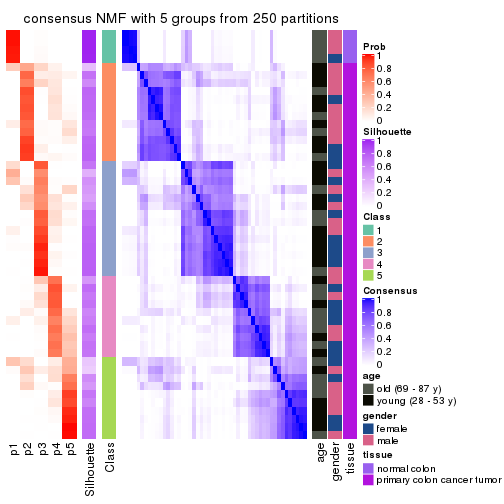 consensus NMF with 5 groups from 250 partitions
Prob
1
0.8
0.6
0.4
0.2
0
Silhouette
1
0.8
0.6
0.4
0.2
0
Class
1
2
3
4
5
Consensus
1
0.8
0.6
0.4
0.2
0
age
old (69 - 87 y)
young (28 - 53 y)
gender
female
male
tissue
normal colon
primary colon cancer tumor
p1
p2
p3
p4
p5
Silhouette
Class
age
gender
tissue